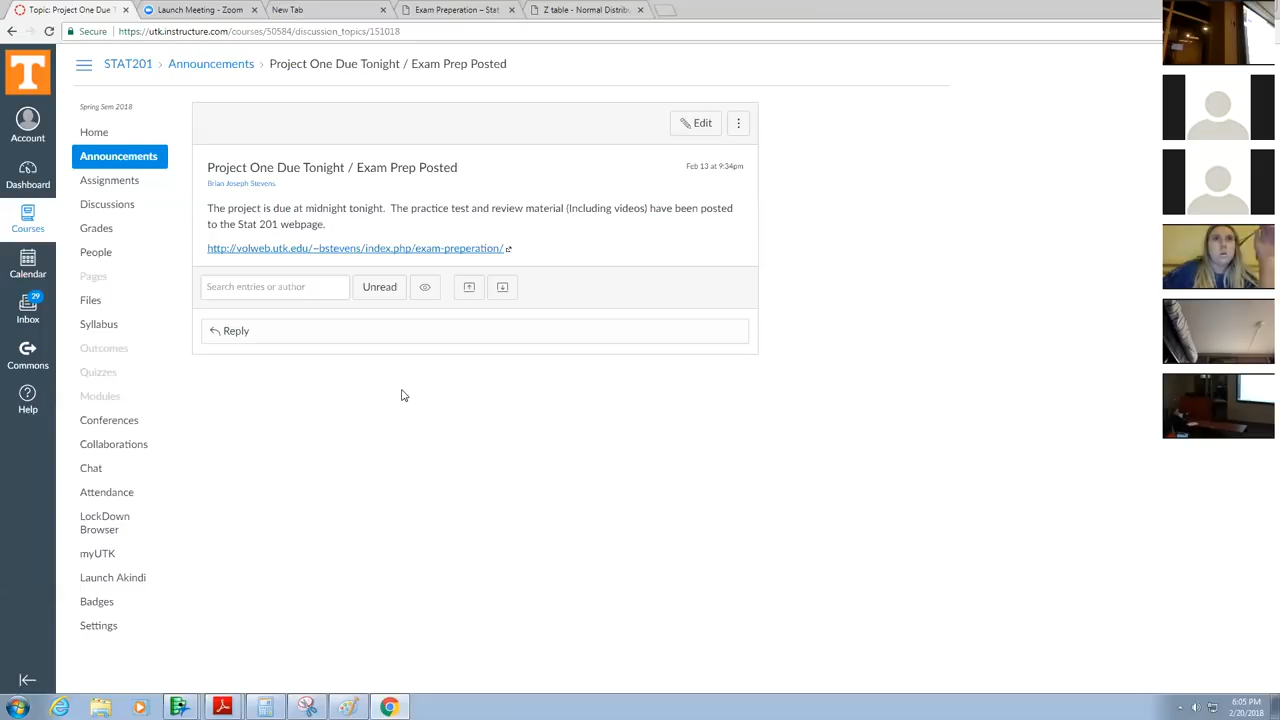 Topic: Project One Due T
Launch Meeting - Zoom
New Tab
Exam Preparation – Stat
Z table - Normal Distribu
Secure
https://utk.instructure.com/courses/50584/discussion_topics/151018
STAT201 › Announcements › Project One Due Tonight / Exam Prep Posted
T
Account
Dashboard
Courses
Calendar
29
Inbox
Commons
Help
Spring Sem 2018
Home
Announcements
Assignments
Discussions
Grades
People
Pages
Files
Syllabus
Outcomes
Quizzes
Modules
Conferences
Collaborations
Chat
Attendance
LockDown
Browser
myUTK
Launch Akindi
Badges
Settings
Edit
Project One Due Tonight / Exam Prep Posted
Feb 13 at 9:34pm
Brian Joseph Stevens
The project is due at midnight tonight. The practice test and review material (Including videos) have been posted
to the Stat 201 webpage.
http://volweb.utk.edu/~bstevens/index.php/exam-preperation/
Search entries or author
Unread
Reply
6:05 PM
2/20/2018